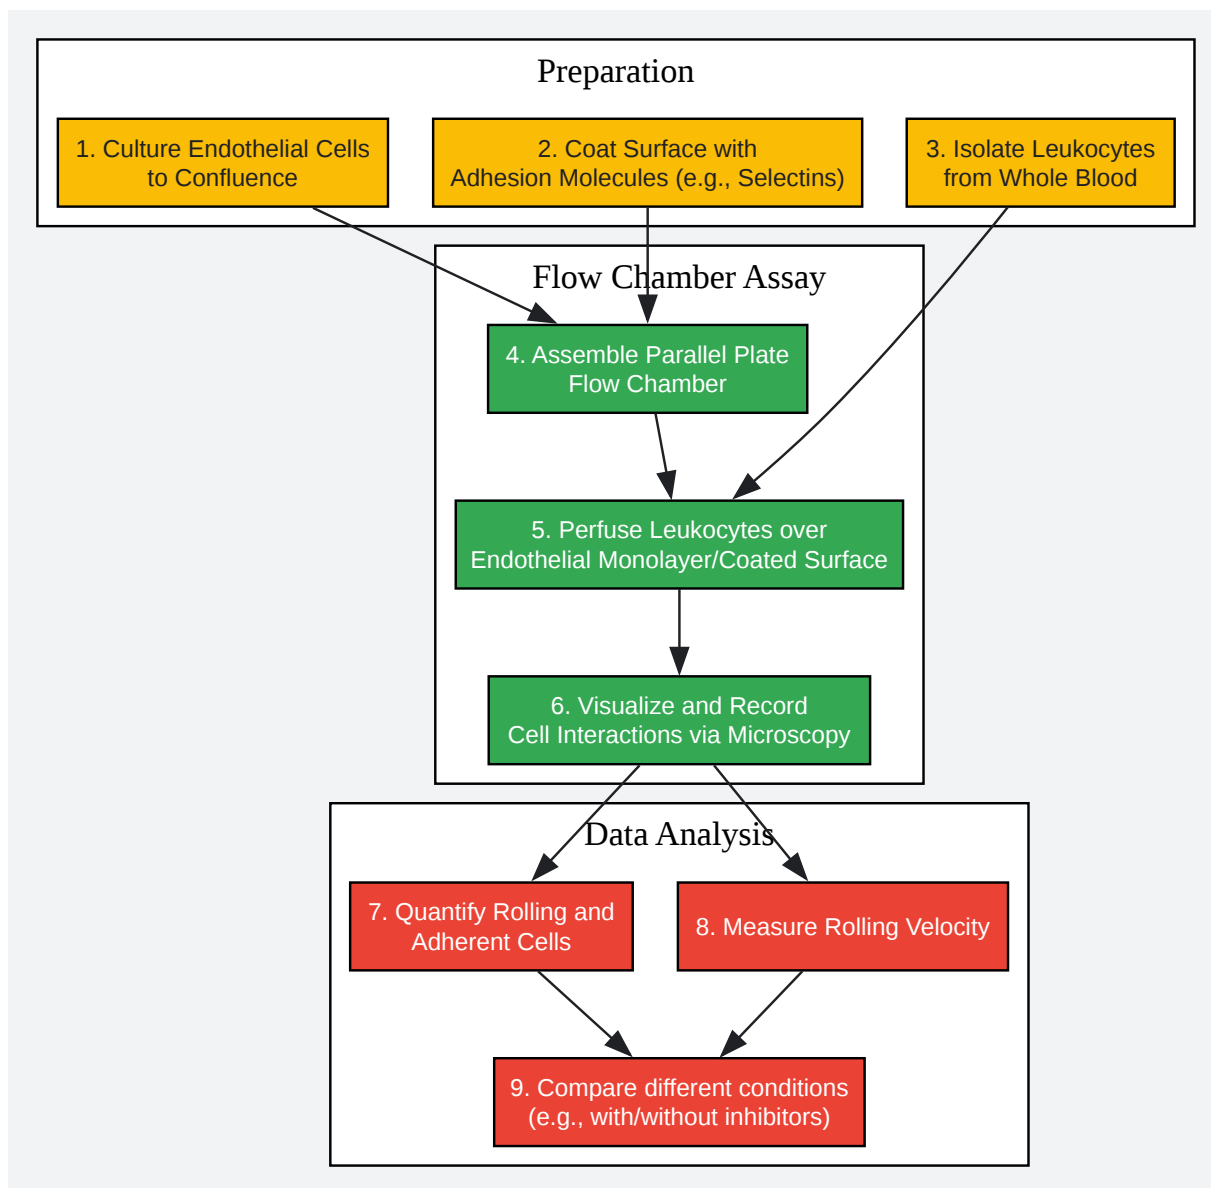 Preparation
1. Culture Endothelial Cells
to Confluence
2. Coat Surface with
Adhesion Molecules (e.g., Selectins)
3. Isolate Leukocytes
from Whole Blood
Flow Chamber Assay
4. Assemble Parallel Plate
Flow Chamber
5. Perfuse Leukocytes over
Endothelial Monolayer/Coated Surface
6. Visualize and Record
Cell Interactions via Microscopy
Data Analysis
7. Quantify Rolling and
Adherent Cells
8. Measure Rolling Velocity
9. Compare different conditions
(e.g., with/without inhibitors)